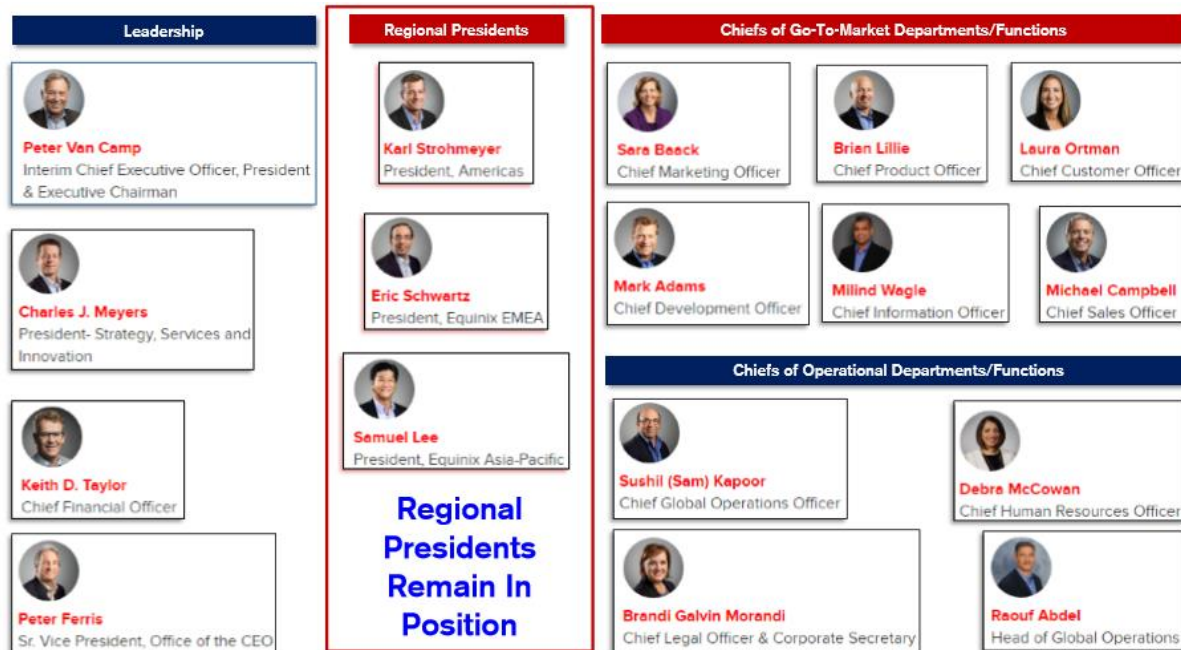 Leadership
Peter Van Camp
Interim Chief Executive Officer, President
& Executive Chairman
Charles J. Meyers
President- Strategy, Services and
Innovation
Keith D. Taylor
Chief Financial Officer
Peter Ferris
Sr. Vice President, Office of the CEO
Regional Presidents
Karl Strohmeyer
President, Americas
Eric Schwartz
President, Equinix EMEA
Samuel Lee
President, Equinix Asia-Pacific
Regional
Presidents
Remain In
Position
Chiefs of Go-To-Market Departments/Functions
Sara Baack
Chief Marketing Officer
Brian Lillie
Chief Product Officer
Laura Ortman
Chief Customer Officer
Mark Adams
Chief Development Officer
Milind Wagle
Chief Information Officer
Michael Campbell
Chief Sales Officer
Chiefs of Operational Departments/Functions
Sushil (Sam) Kapoor
Chief Global Operations Officer
Debra McCowan
Chief Human Resources Officer
Brandi Galvin Morandi
Chief Legal Officer & Corporate Secretary
Raouf Abdel
Head of Global Operations